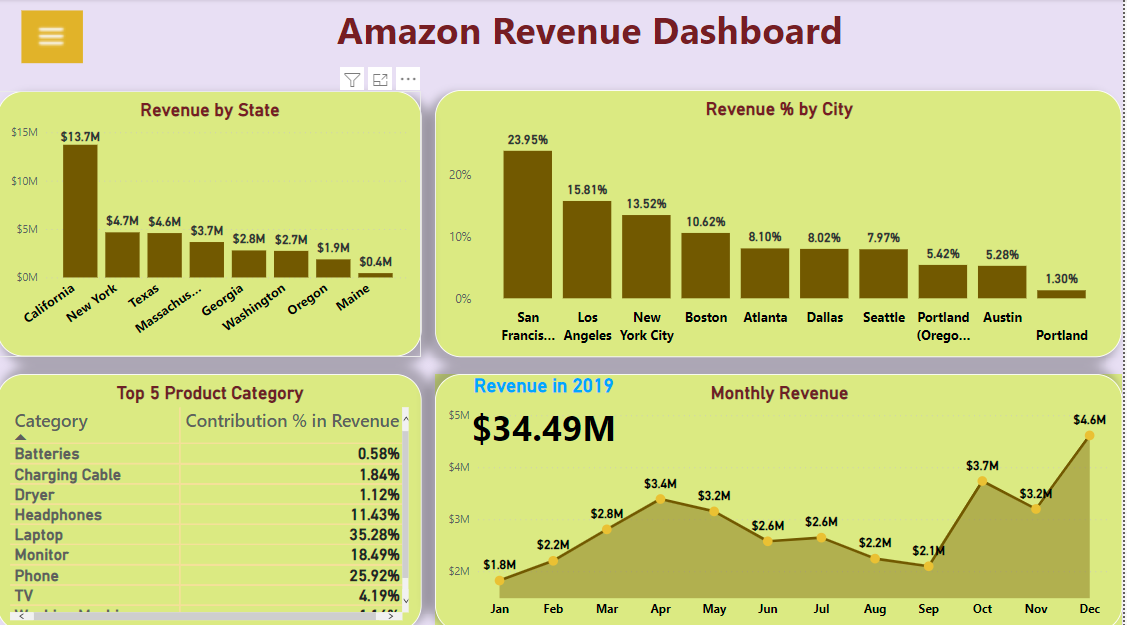 Amazon Revenue Dashboard
Revenue by State
$15M
$10M
$5M
$0M
$13.7M
$4.7M
$4.6M
$3.7M
$2.8M
$2.7M
$1.9M
$0.4M
California
New York
Texas
Massachus...
Georgia
Washington
Oregon
Maine
Revenue % by City
20%
10%
0%
23.95%
15.81%
13.52%
10.62%
8.10%
8.02%
7.97%
5.42%
5.28%
1.30%
San
Francis...
Los
Angeles
New
York City
Boston
Atlanta
Dallas
Seattle
Portland
(Orego...
Austin
Portland
Top 5 Product Category
Category Contribution % in Revenue
Batteries 0.58%
Charging Cable 1.84%
Dryer 1.12%
Headphones 11.43%
Laptop 35.28%
Monitor 18.49%
Phone 25.92%
TV 4.19%
Revenue in 2019
$34.49M
Monthly Revenue
$5M
$4M
$3M
$2M
$1.8M
$2.2M
$2.8M
$3.4M
$3.2M
$2.6M
$2.6M
$2.2M
$2.1M
$3.7M
$3.2M
$4.6M
Jan Feb Mar Apr May Jun Jul Aug Sep Oct Nov Dec